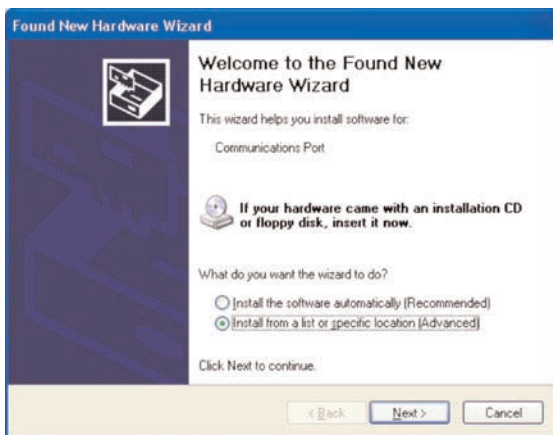 Found New Hardware Wizard
Welcome to the Found New
Hardware Wizard
This wizard helps you install software for:
Communications Port
If your hardware came with an installation CD
or floppy disk, insert it now.
What do you want the wizard to do?
Install the software automatically (Recommended)
Install from a list or specific location (Advanced)
Click Next to continue.
< Back
Next >
Cancel